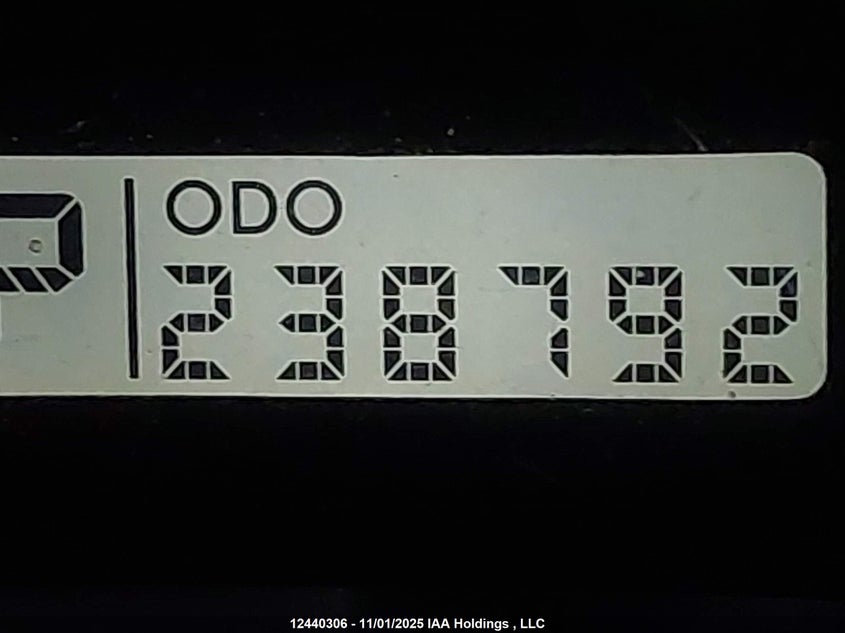 P
ODO
238792
12440306 - 11/01/2025 IAA Holdings , LLC